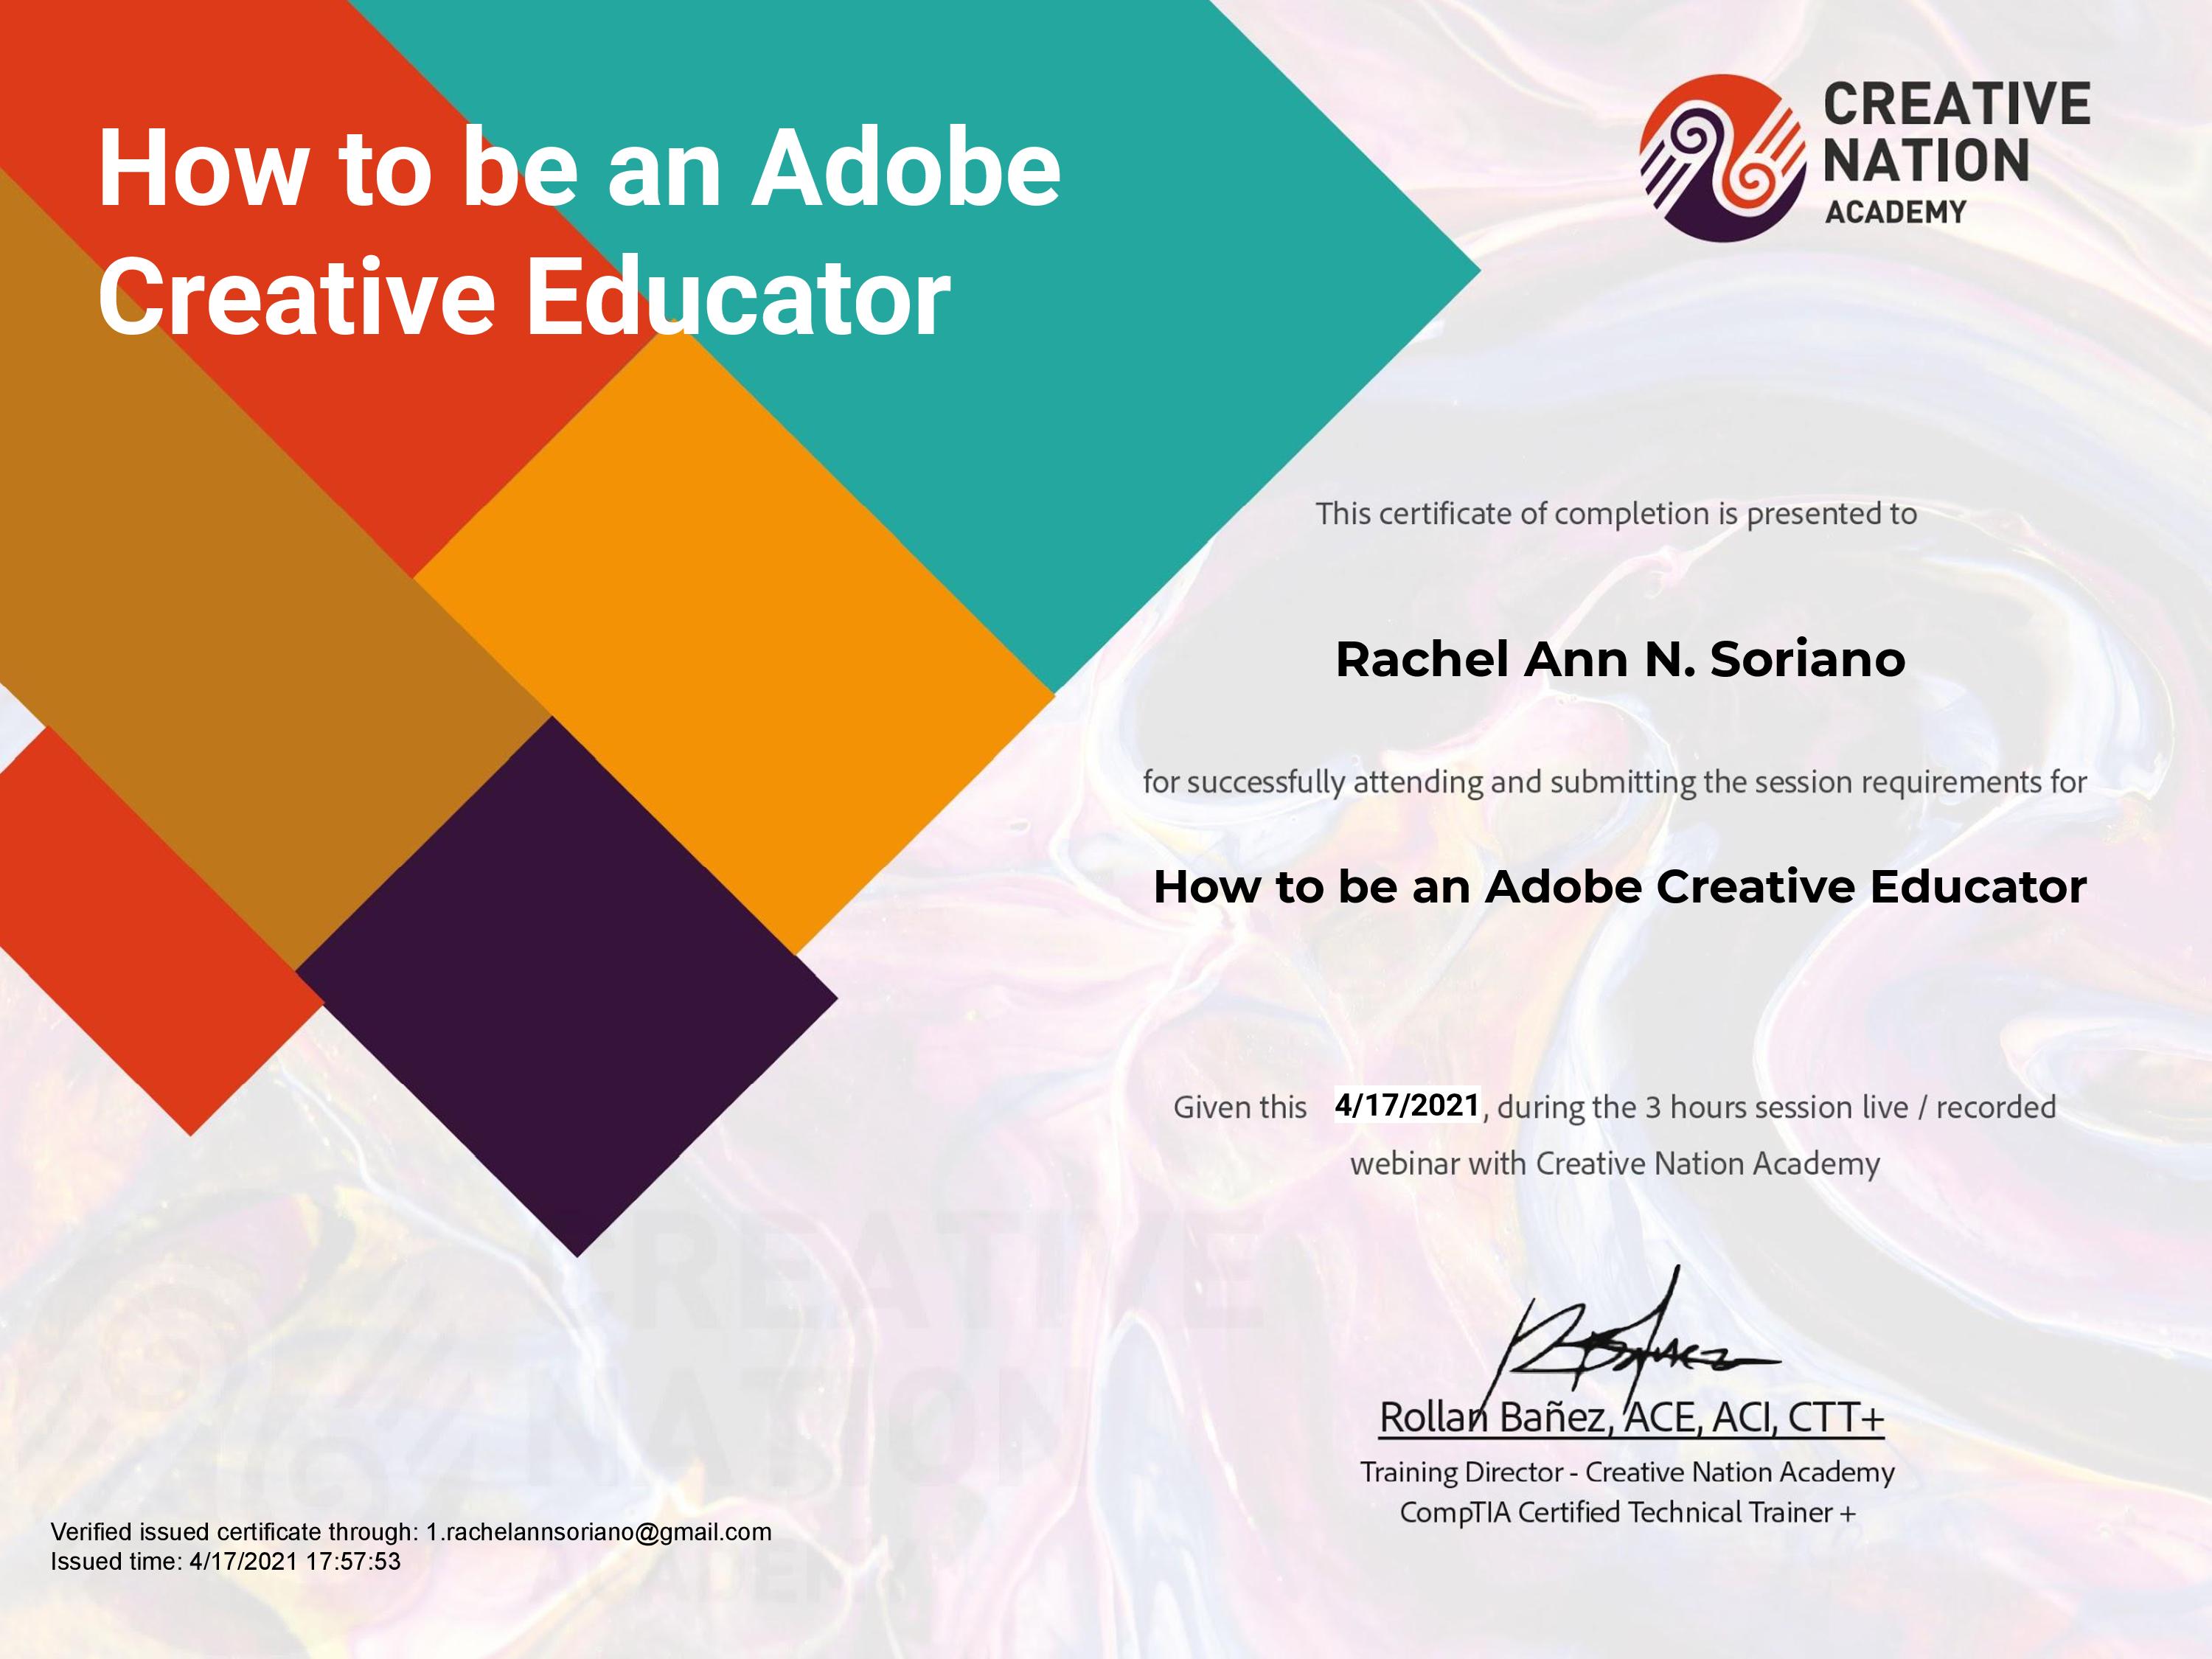 How to be an Adobe
Creative Educator
CREATIVE
NATION
ACADEMY
This certificate of completion is presented to
Rachel Ann N. Soriano
for successfully attending and submitting the session requirements for
How to be an Adobe Creative Educator
Given this 4/17/2021, during the 3 hours session live / recorded
webinar with Creative Nation Academy
CREATIVE
NATION
ACADEMY
Rollan Bañez, ACE, ACI, CTT+
Training Director - Creative Nation Academy
CompTIA Certified Technical Trainer +
Verified issued certificate through: 1.rachelannsoriano@gmail.com
Issued time: 4/17/2021 17:57:53